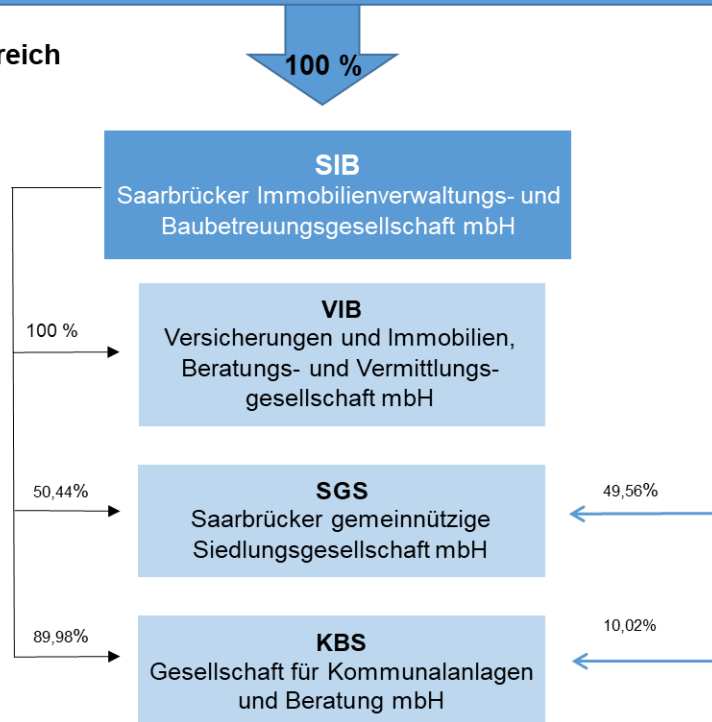 reich
100 %
SIB
Saarbrücker Immobilienverwaltungs- und
Baubetreuungsgesellschaft mbH
VIB
Versicherungen und Immobilien,
Beratungs- und Vermittlungs-
gesellschaft mbH
100 %
SGS
Saarbrücker gemeinnützige
Siedlungsgesellschaft mbH
50,44%
49,56%
KBS
Gesellschaft für Kommunalanlagen
und Beratung mbH
89,98%
10,02%